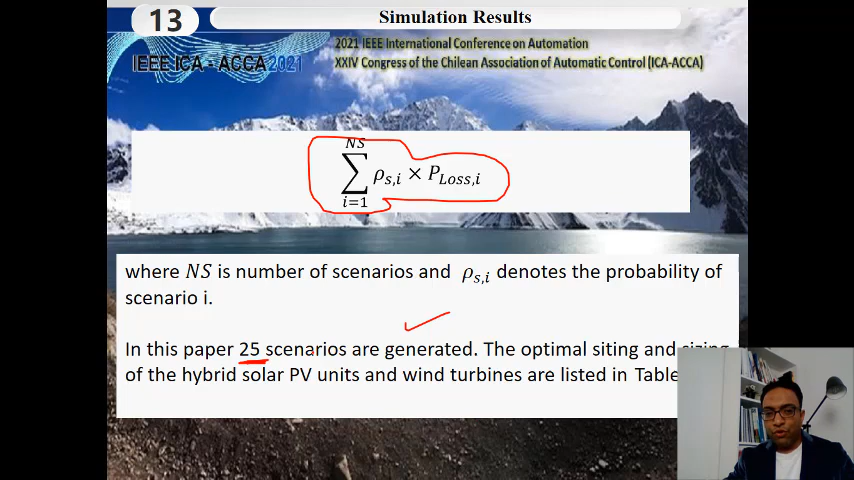 13
Simulation Results
2021 IEEE International Conference on Automation
IEEE ICA - ACCA2021
XXIV Congress of the Chilean Association of Automatic Control (ICA-ACCA)
NS
∑ ρs,i × PLoss,i
i=1
where NS is number of scenarios and ρs,i denotes the probability of
scenario i.
In this paper 25 scenarios are generated. The optimal siting and sizing
of the hybrid solar PV units and wind turbines are listed in Table